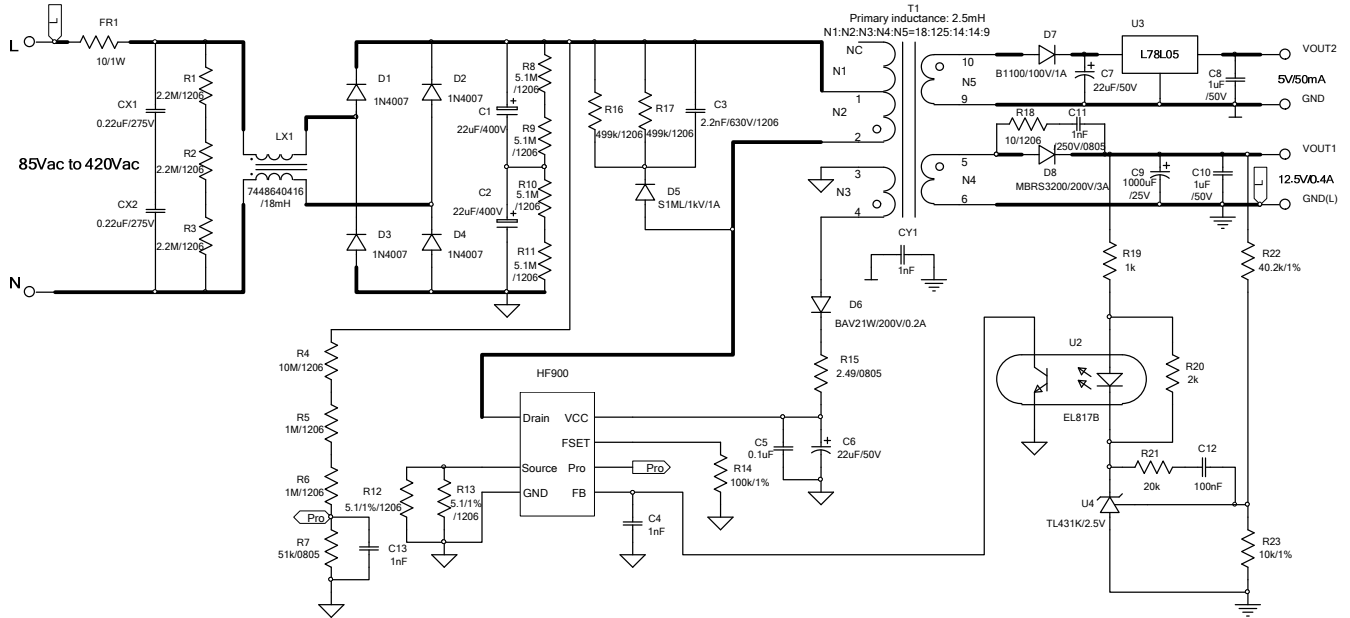 L
L
FR1
10/1W
R1
2.2M/1206
CX1
0.22uF/275V
R2
2.2M/1206
CX2
0.22uF/275V
R3
2.2M/1206
85Vac to 420Vac
N
LX1
7448640416
/18mH
D1
1N4007
D2
1N4007
D3
1N4007
D4
1N4007
C1
22uF/400V
C2
22uF/400V
R8
5.1M
/1206
R9
5.1M
/1206
R10
5.1M
/1206
R11
5.1M
/1206
R16
499k/1206
R17
499k/1206
C3
2.2nF/630V/1206
D5
S1ML/1kV/1A
T1
Primary inductance: 2.5mH
N1:N2:N3:N4:N5=18:125:14:14:9
NC
N1
1
N2
2
3
N3
4
10
N5
9
5
N4
6
CY1
1nF
D7
B1100/100V/1A
C7
22uF/50V
U3
L78L05
C8
1uF
/50V
VOUT2
5V/50mA
GND
R18
10/1206
C11
1nF
/250V/0805
D8
MBRS3200/200V/3A
C9
1000uF
/25V
C10
1uF
/50V
L
VOUT1
12.5V/0.4A
GND(L)
R19
1k
R22
40.2k/1%
D6
BAV21W/200V/0.2A
R15
2.49/0805
U2
EL817B
R20
2k
R21
20k
C12
100nF
U4
TL431K/2.5V
R23
10k/1%
R4
10M/1206
R5
1M/1206
R6
1M/1206
Pro
R7
51k/0805
C13
1nF
R12
5.1/1%/1206
R13
5.1/1%
/1206
HF900
Drain
VCC
FSET
Source
Pro
GND
FB
Pro
C4
1nF
R14
100k/1%
C5
0.1uF
C6
22uF/50V